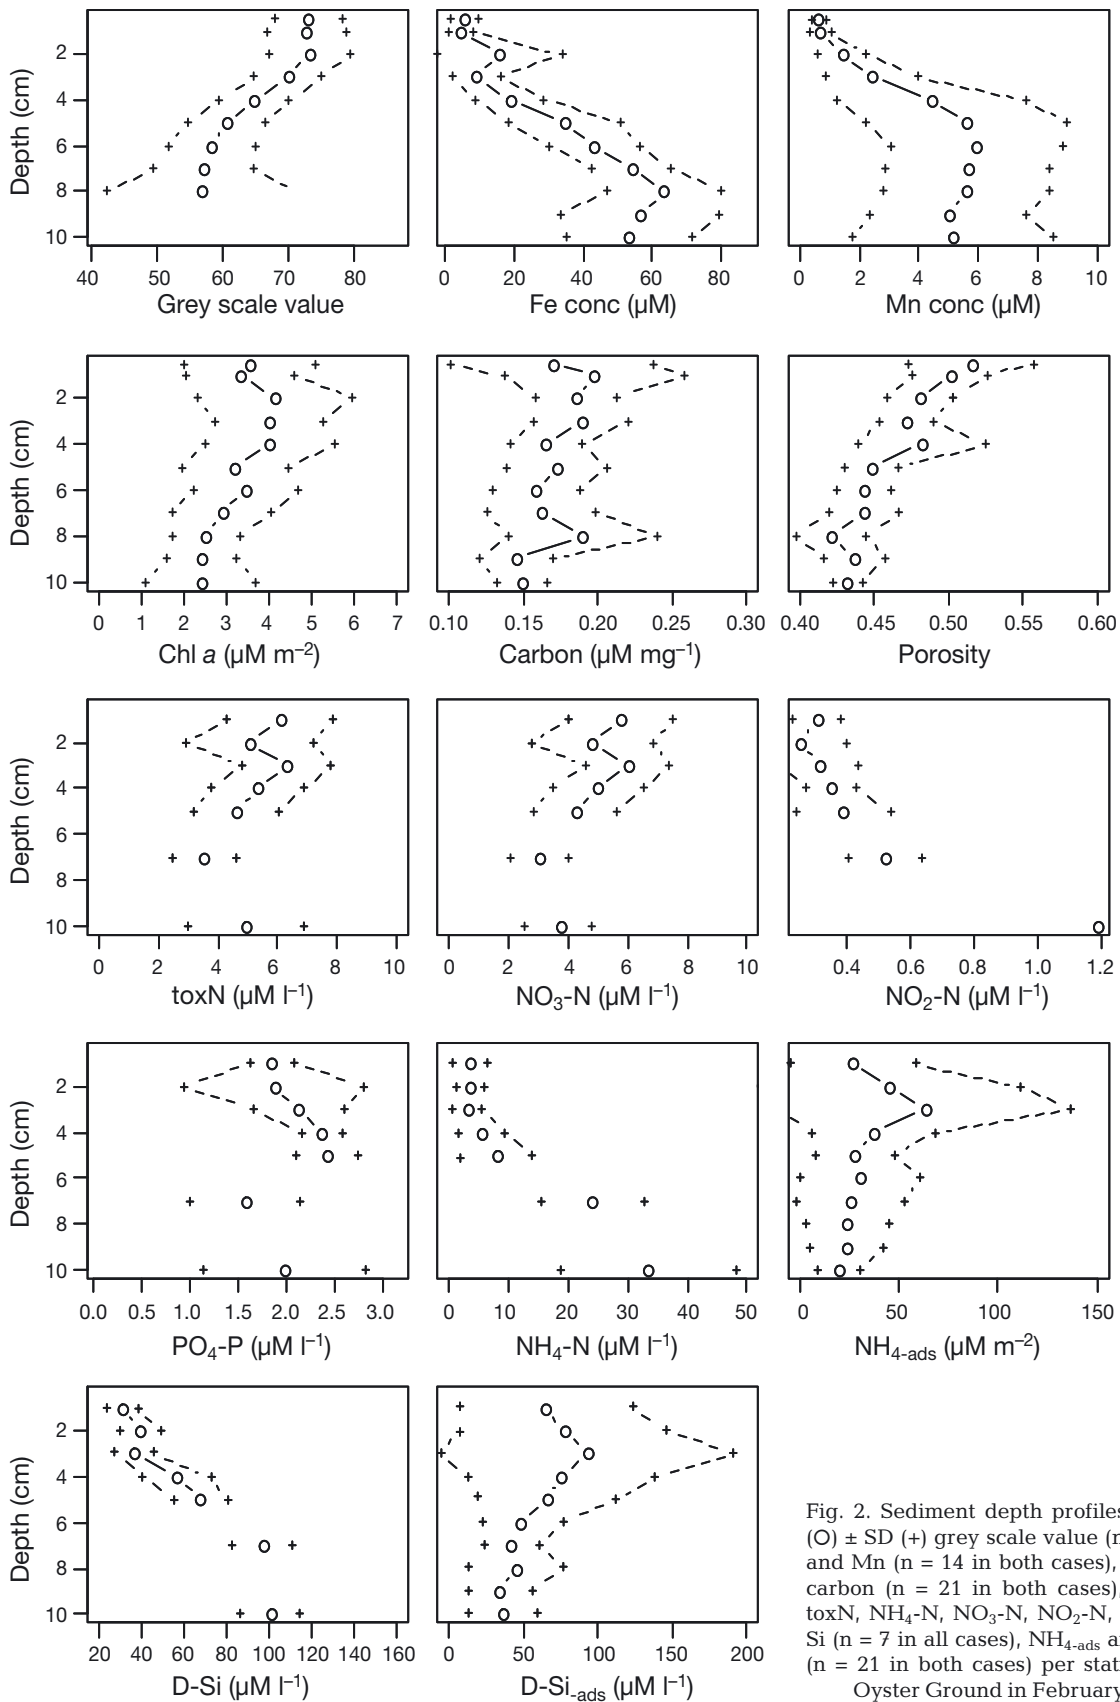 Depth (cm)
2
4
6
8
10
40 50 60 70 80
Grey scale value
0 20 40 60 80
Fe conc (µM)
0 2 4 6 8 10
Mn conc (µM)
Depth (cm)
2
4
6
8
10
0 1 2 3 4 5 6 7
Chl a (µM m⁻²)
0.10 0.20 0.30
Carbon (µM mg⁻¹)
0.40 0.45 0.50 0.55 0.60
Porosity
Depth (cm)
2
4
6
8
10
0 2 4 6 8 10
toxN (µM l⁻¹)
0 2 4 6 8 10
NO₃-N (µM l⁻¹)
0.4 0.6 0.8 1.0 1.2
NO₂-N (µM l⁻¹)
Depth (cm)
2
4
6
8
10
0.0 0.5 1.0 1.5 2.0 2.5 3.0
PO₄-P (µM l⁻¹)
0 10 20 30 40 50
NH₄-N (µM l⁻¹)
0 50 100 150
NH₄-ads (µM m⁻²)
Depth (cm)
2
4
6
8
10
20 40 60 80 100 120 140 160
D-Si (µM l⁻¹)
0 50 100 150 200
D-Si-ads (µM l⁻¹)
Fig. 2. Sediment depth profiles
(O) ± SD (+) grey scale value (n
and Mn (n = 14 in both cases),
carbon (n = 21 in both cases)
toxN, NH₄-N, NO₃-N, NO₂-N,
Si (n = 7 in all cases), NH₄-ads
(n = 21 in both cases) per stat
Oyster Ground in February